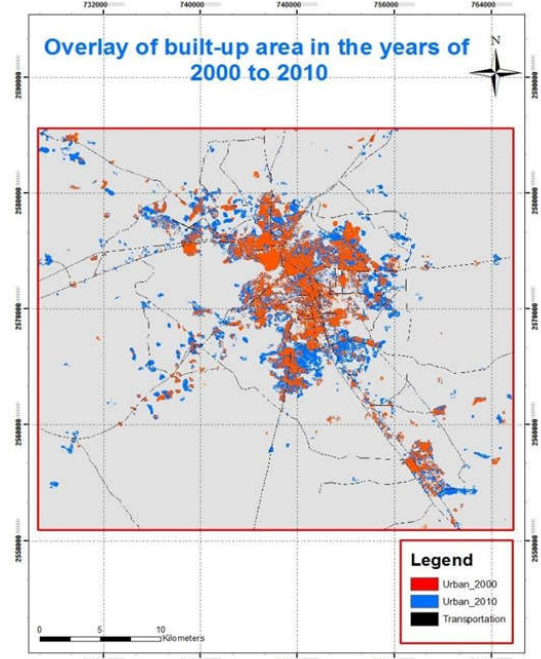 732000 740000 748000 756000 764000
Overlay of built-up area in the years of
2000 to 2010
N
2590000
2580000
2570000
2560000
2550000
Legend
Urban_2000
Urban_2010
Transportation
0 5 10
Kilometers